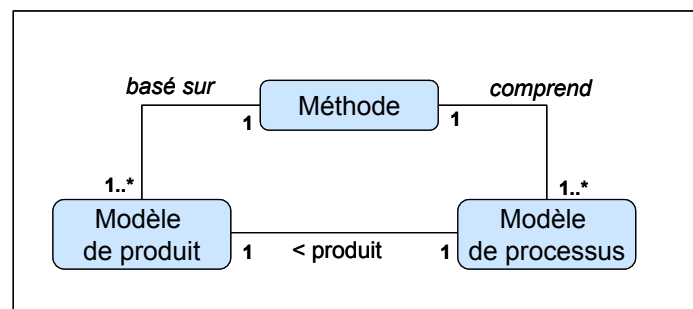 basé sur
Méthode
comprend
1
1
1..*
1..*
Modèle
de produit
Modèle
de processus
1
< produit
1